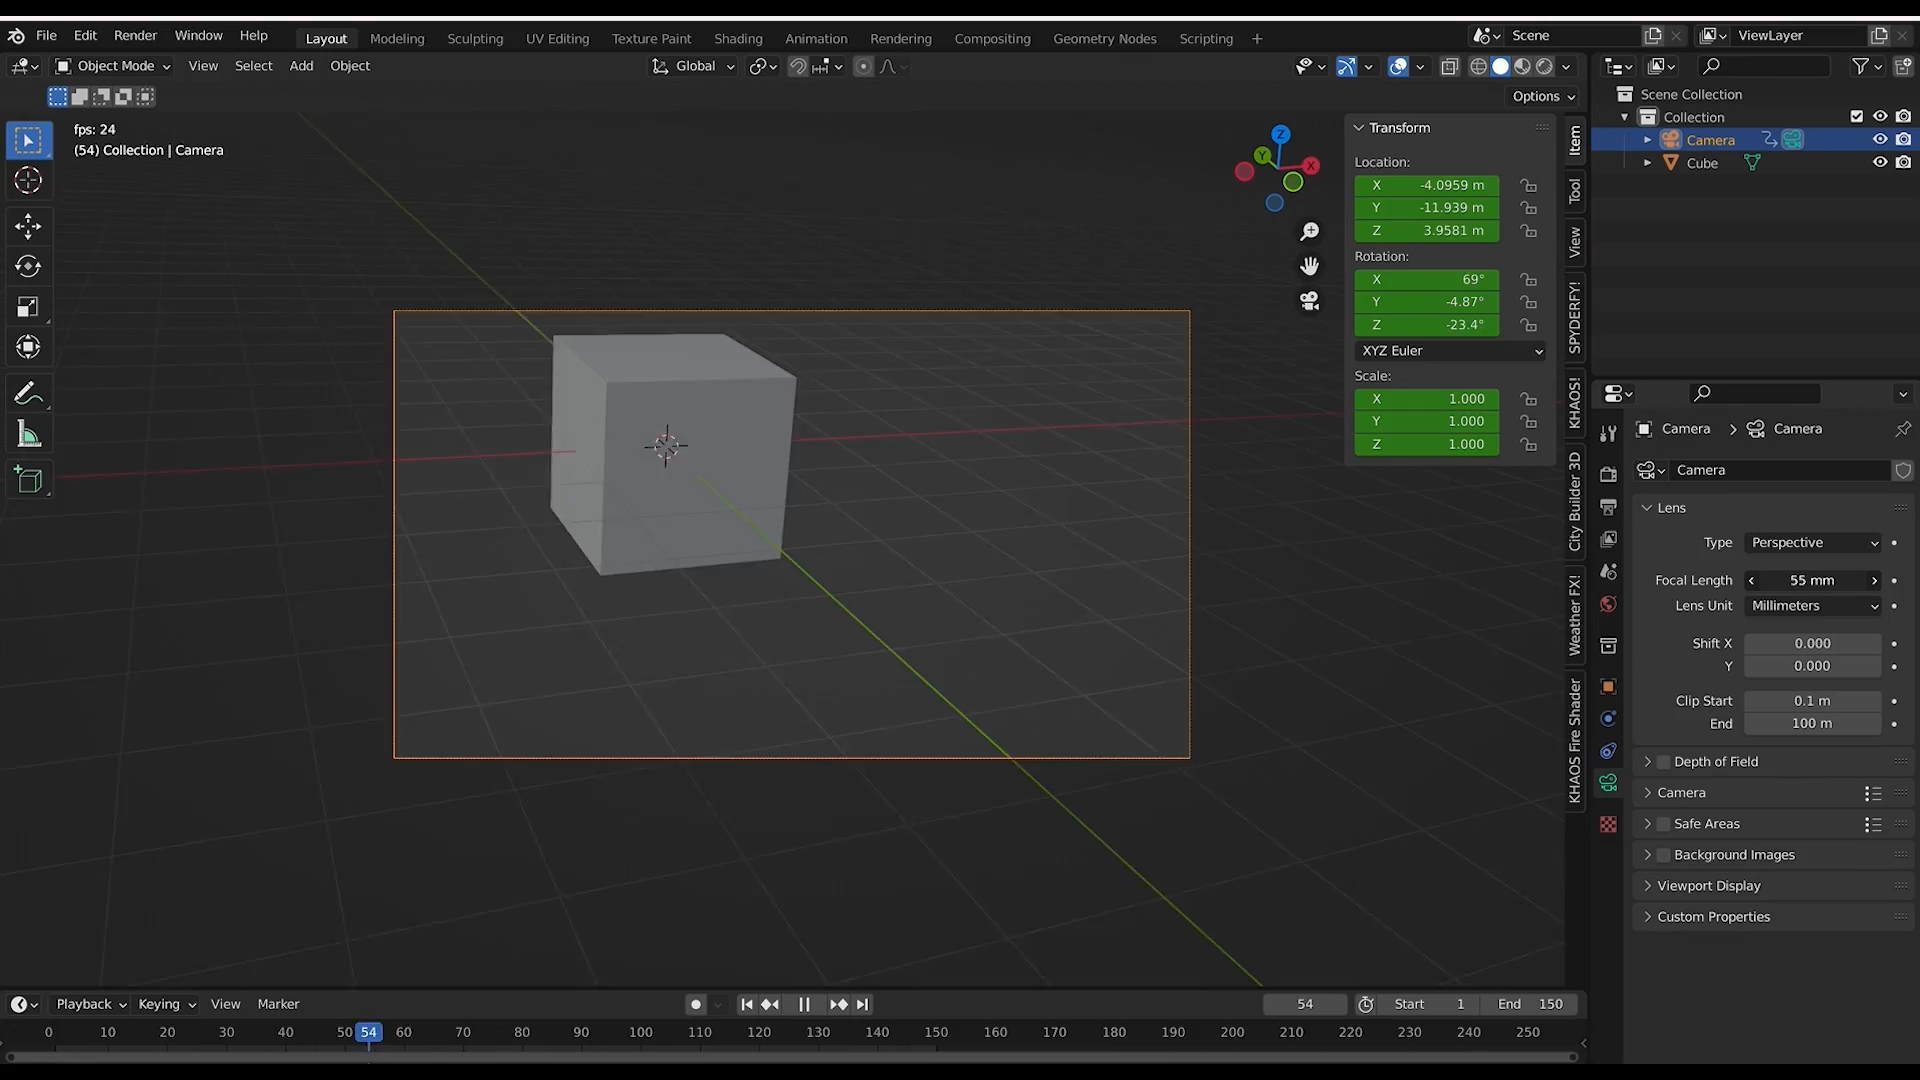 File Edit Render Window Help Layout Modeling Sculpting UV Editing Texture Paint Shading Animation Rendering Compositing Geometry Nodes Scripting + Scene ViewLayer
Object Mode View Select Add Object Global
Options
fps: 24
(54) Collection | Camera
Z
Y
X
Transform
Location:
X -4.0959 m
Y -11.939 m
Z 3.9581 m
Rotation:
X 69°
Y -4.87°
Z -23.4°
XYZ Euler
Scale:
X 1.000
Y 1.000
Z 1.000
Item
Tool
View
SPYDERFY!
KHAOS!
City Builder 3D
Weather FX!
KHAOS Fire Shader
Scene Collection
Collection
Camera
Cube
Camera > Camera
Camera
Lens
Type Perspective
Focal Length 55 mm
Lens Unit Millimeters
Shift X 0.000
Y 0.000
Clip Start 0.1 m
End 100 m
Depth of Field
Camera
Safe Areas
Background Images
Viewport Display
Custom Properties
Playback Keying View Marker 54 Start 1 End 150
0 10 20 30 40 50 54 60 70 80 90 100 110 120 130 140 150 160 170 180 190 200 210 220 230 240 250